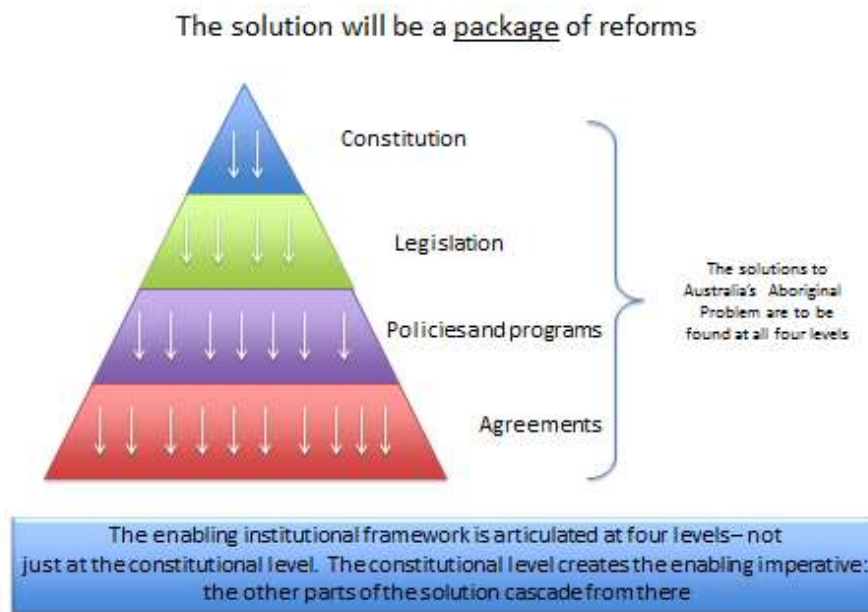 The solution will be a package of reforms
Constitution
Legislation
Policies and programs
Agreements
The solutions to
Australia's Aboriginal
Problem are to be
found at all four levels
The enabling institutional framework is articulated at four levels– not
just at the constitutional level. The constitutional level creates the enabling imperative:
the other parts of the solution cascade from there